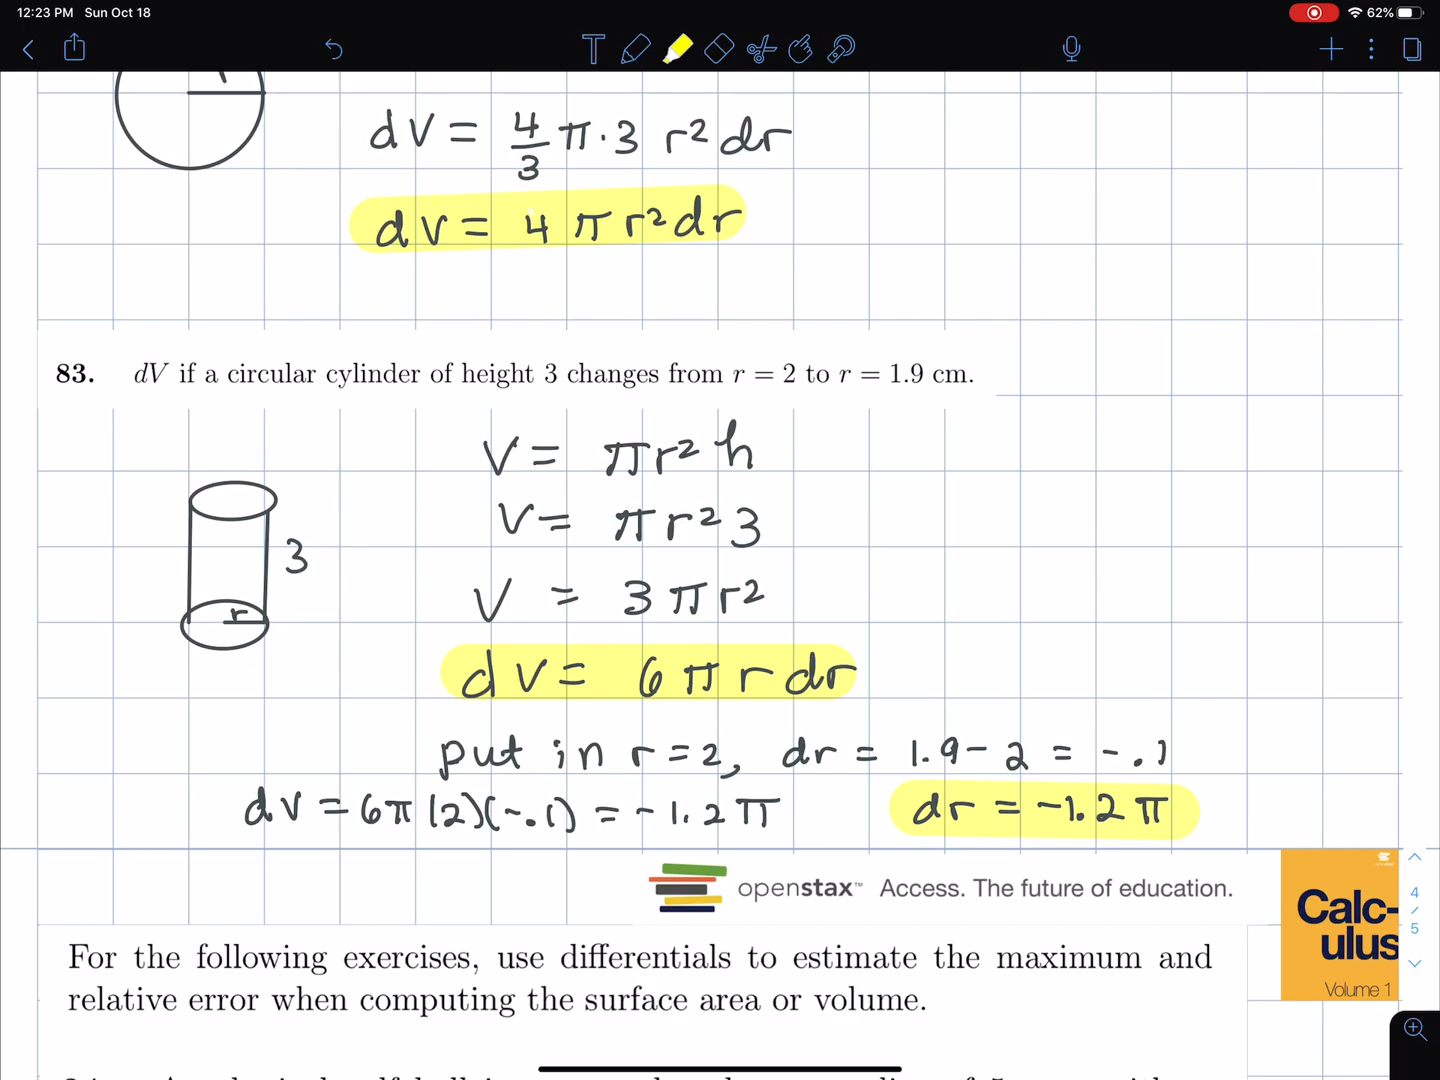 12:23 PM Sun Oct 18
62%
dV = 4/3 π · 3 r² dr
dV = 4 π r² dr
83. dV if a circular cylinder of height 3 changes from r = 2 to r = 1.9 cm.
V = πr² h
V = πr² 3
V = 3πr²
3
r
dV = 6πr dr
put in r = 2, dr = 1.9 - 2 = -.1
dV = 6π(2)(-.1) = -1.2π
dr = -1.2π
openstax™ Access. The future of education.
Calc-
ulus
Volume 1
4
/
5
For the following exercises, use differentials to estimate the maximum and
relative error when computing the surface area or volume.